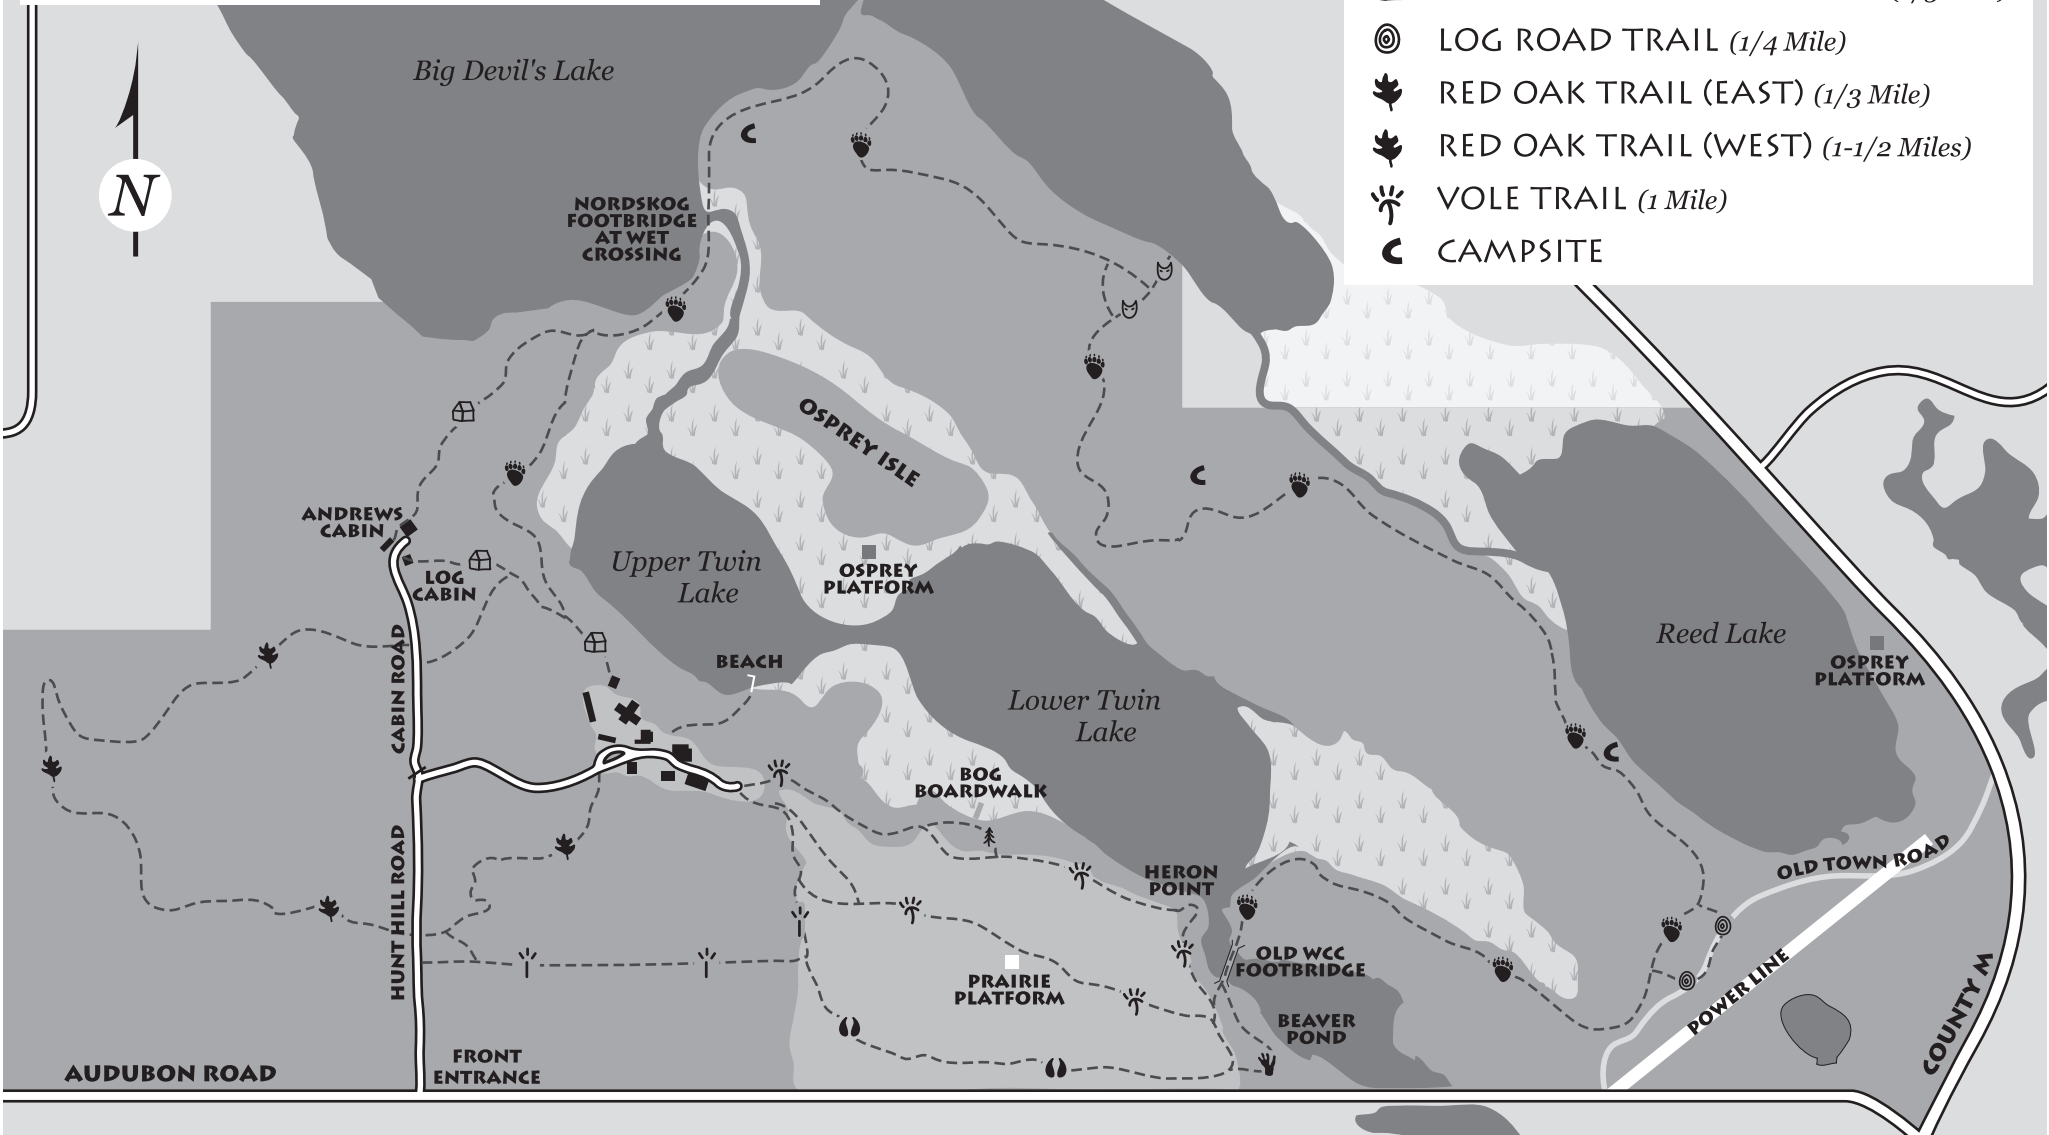 LOG ROAD TRAIL (1/4 Mile)
RED OAK TRAIL (EAST) (1/3 Mile)
RED OAK TRAIL (WEST) (1-1/2 Miles)
VOLE TRAIL (1 Mile)
CAMPSITE
Big Devil's Lake
N
NORDSKOG
FOOTBRIDGE
AT WET
CROSSING
OSPREY ISLE
ANDREWS
CABIN
LOG
CABIN
Upper Twin
Lake
OSPREY
PLATFORM
Reed Lake
OSPREY
PLATFORM
CABIN ROAD
BEACH
Lower Twin
Lake
BOG
BOARDWALK
HERON
POINT
OLD TOWN ROAD
HUNT HILL ROAD
OLD WCC
FOOTBRIDGE
PRAIRIE
PLATFORM
POWER LINE
BEAVER
POND
COUNTY M
AUDUBON ROAD
FRONT
ENTRANCE